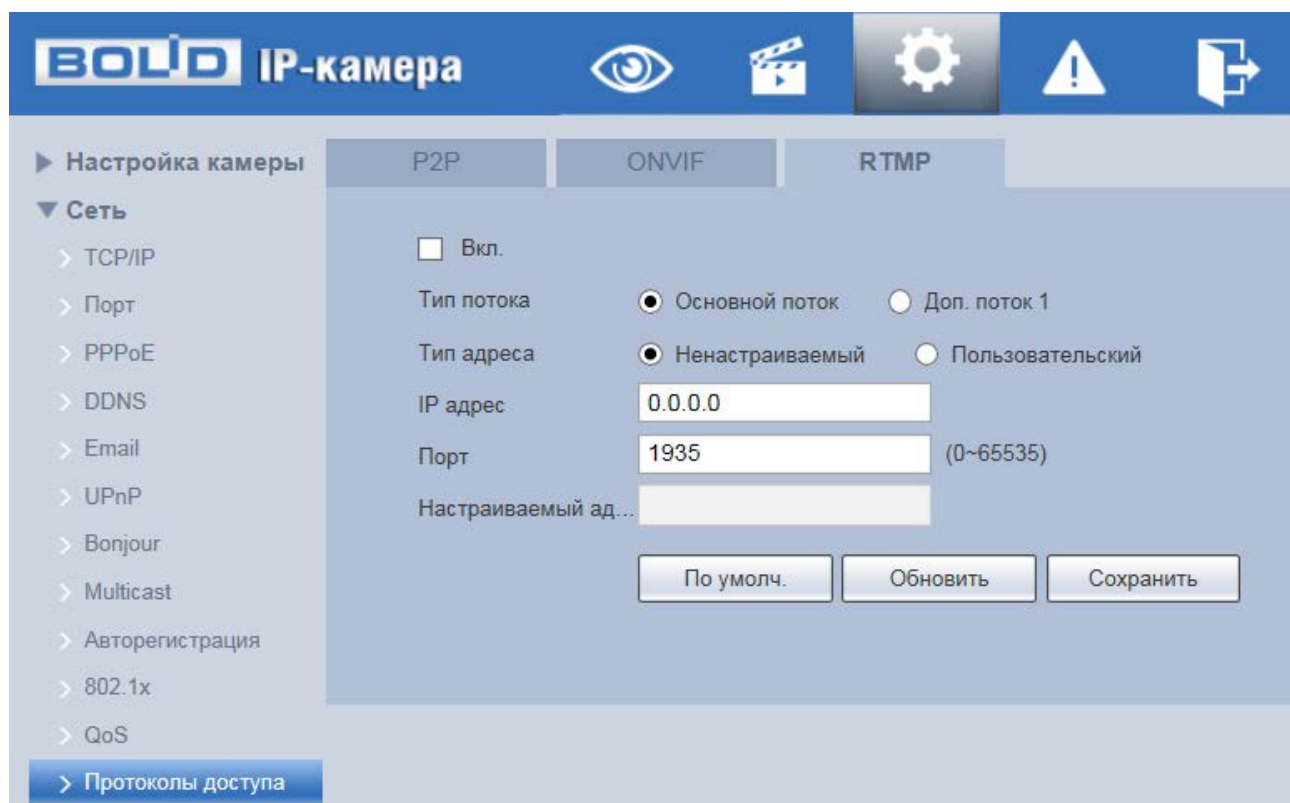 BOLID IP-камера
Настройка камеры
P2P
ONVIF
RTMP
Сеть
TCP/IP
Порт
PPPoE
DDNS
Email
UPnP
Bonjour
Multicast
Авторегистрация
802.1x
QoS
Протоколы доступа
Вкл.
Тип потока Основной поток Доп. поток 1
Тип адреса Ненастраиваемый Пользовательский
IP адрес 0.0.0.0
Порт 1935 (0~65535)
Настраиваемый ад...
По умолч. Обновить Сохранить